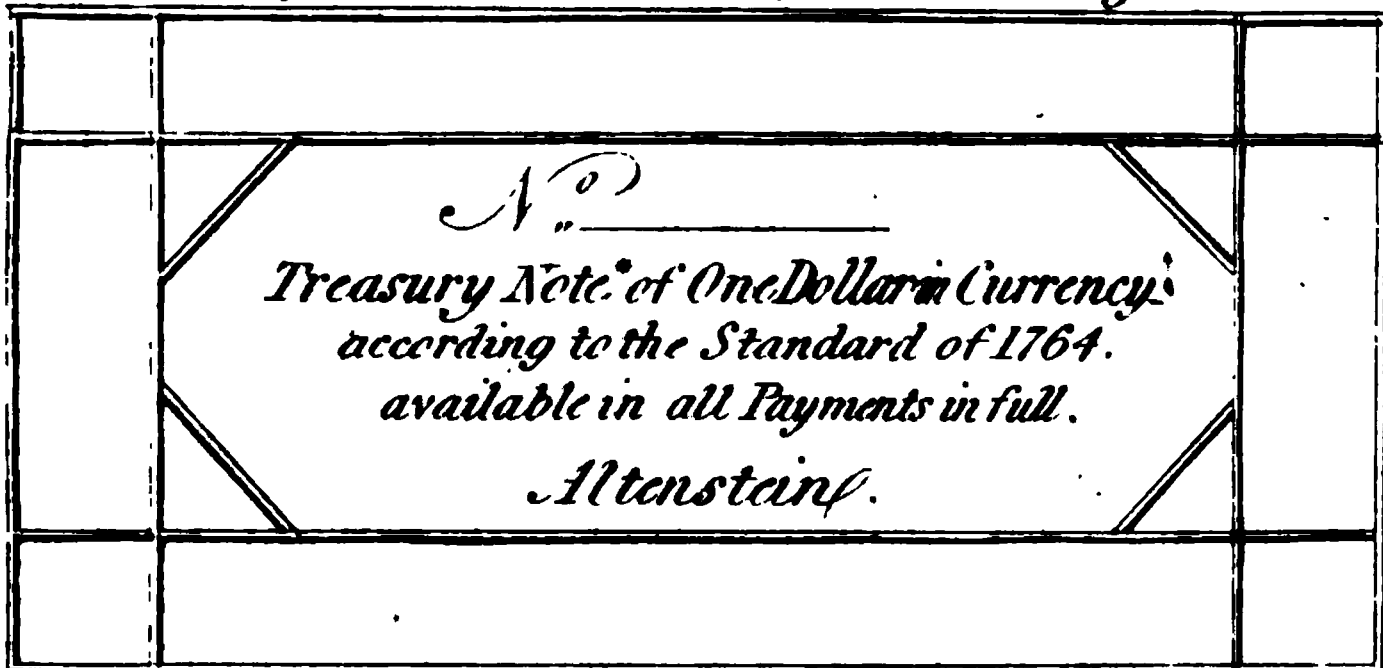 No. ________
Treasury Note* of One Dollar in Currency:
according to the Standard of 1764.
available in all Payments in full.
Altenstein.